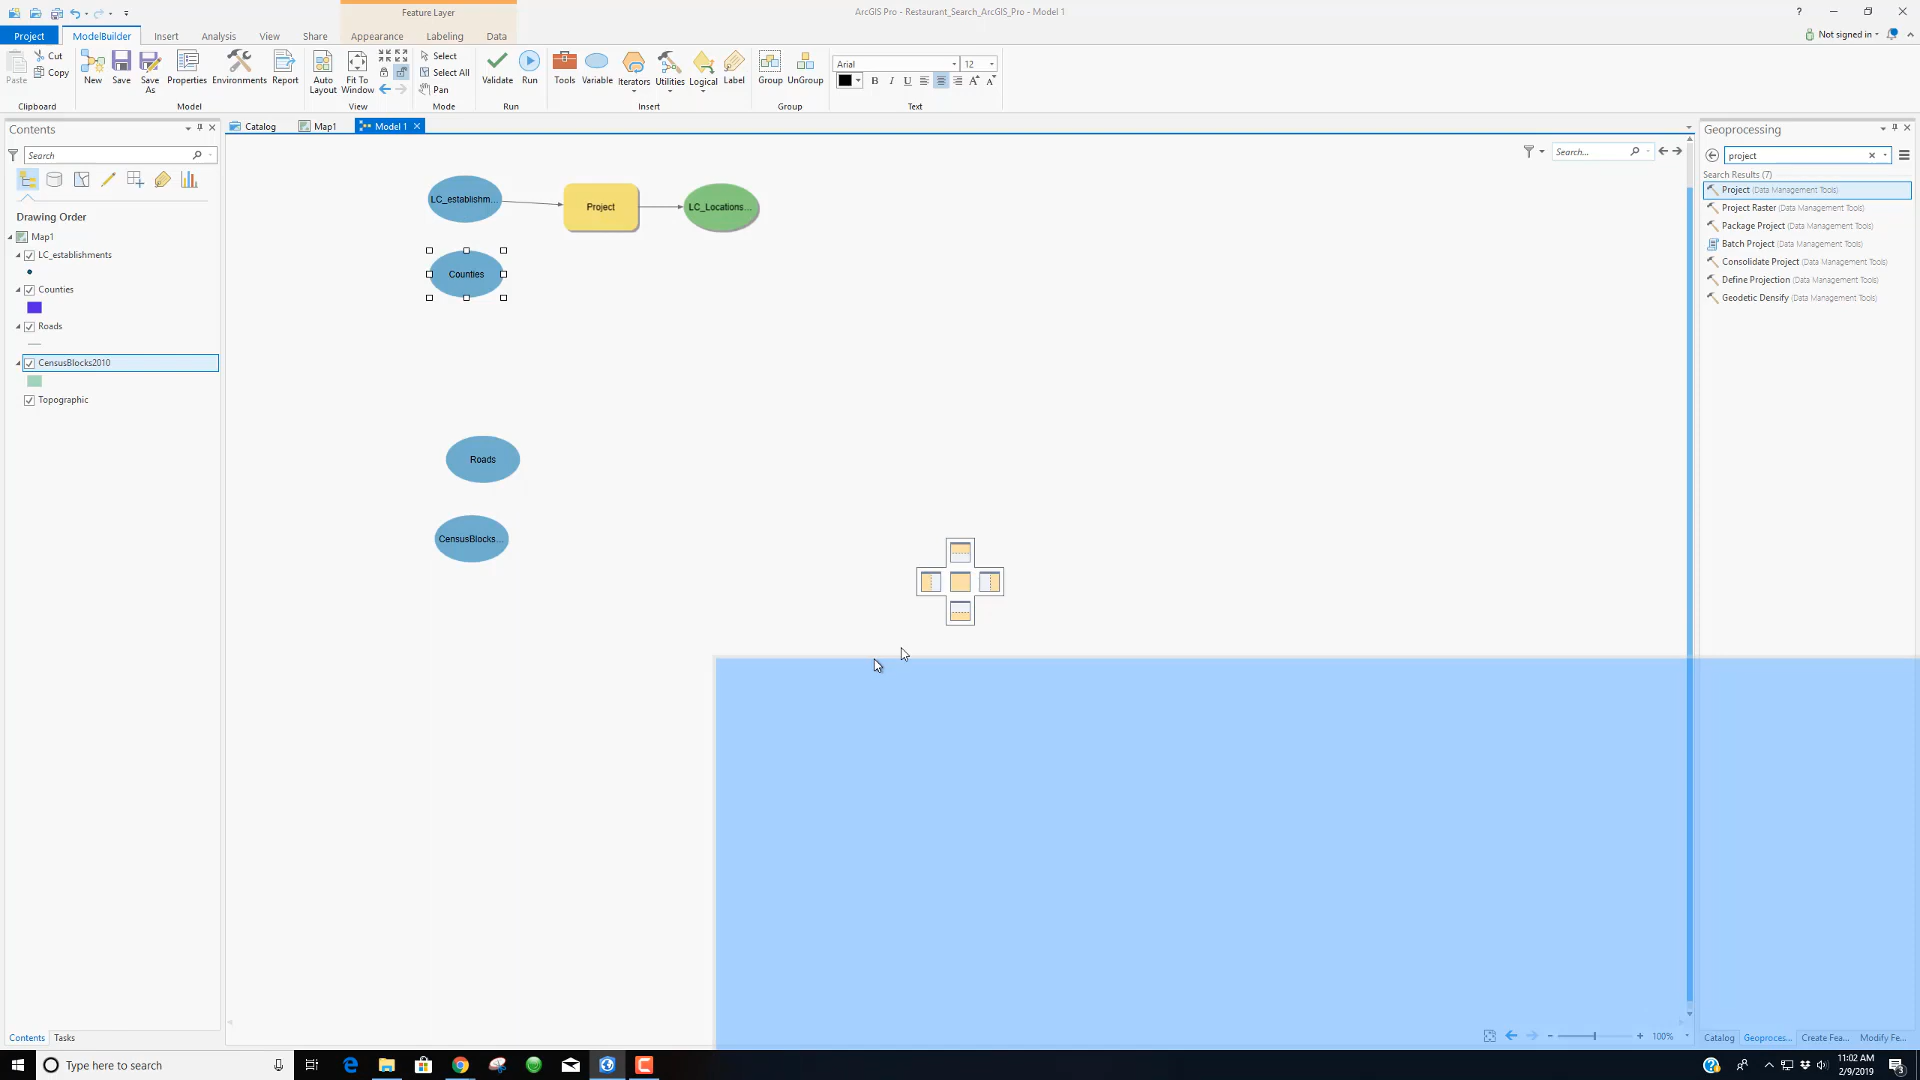 Feature Layer
ArcGIS Pro - Restaurant_Search_ArcGIS_Pro - Model 1
?
Project ModelBuilder Insert Analysis View Share Appearance Labeling Data
Not signed in
Paste Cut Copy
New Save Save As Properties Environments Report
Auto Layout Fit To Window
Select
Select All
Pan
Validate Run
Tools Variable Iterators Utilities Logical Label
Group UnGroup
Arial 12
B I U A A
Clipboard Model View Mode Run Insert Group Text
Contents
Search
Drawing Order
Map1
LC_establishments
Counties
Roads
CensusBlocks2010
Topographic
Contents Tasks
Catalog Map1 Model 1
Search...
LC_establishm...
Project
LC_Locations...
Counties
Roads
CensusBlocks...
100%
Geoprocessing
project
Search Results (7)
Project (Data Management Tools)
Project Raster (Data Management Tools)
Package Project (Data Management Tools)
Batch Project (Data Management Tools)
Consolidate Project (Data Management Tools)
Define Projection (Data Management Tools)
Geodetic Densify (Data Management Tools)
Catalog Geoproces... Create Fea... Modify Fe...
Type here to search
11:02 AM
2/9/2019
3